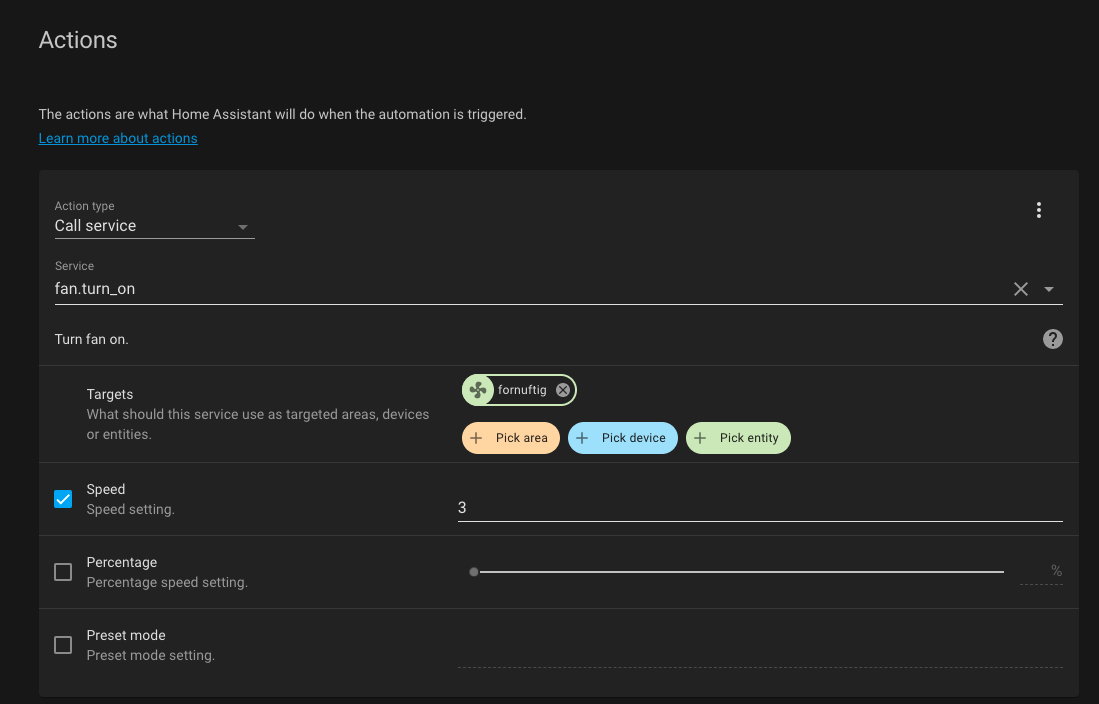 Actions
The actions are what Home Assistant will do when the automation is triggered.
Learn more about actions
Action type
Call service
Service
fan.turn_on
Turn fan on.
Targets
What should this service use as targeted areas, devices
or entities.
fornuftig
Pick area
Pick device
Pick entity
Speed
Speed setting.
3
Percentage
Percentage speed setting.
%
Preset mode
Preset mode setting.